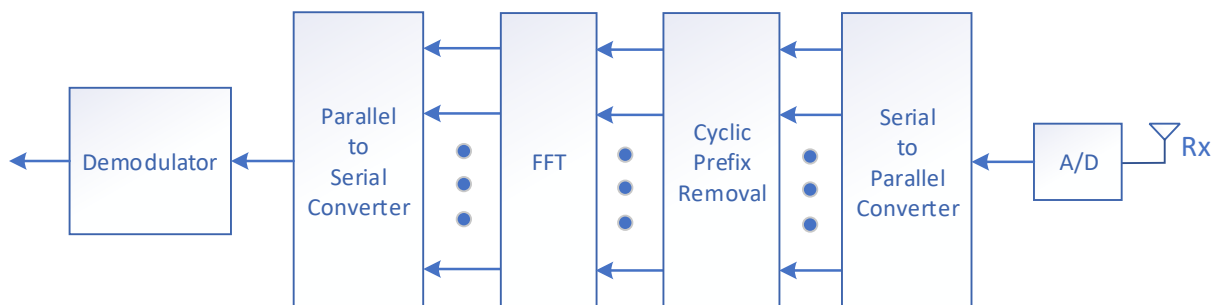 Demodulator
Parallel
to
Serial
Converter
FFT
Cyclic
Prefix
Removal
Serial
to
Parallel
Converter
A/D
Rx